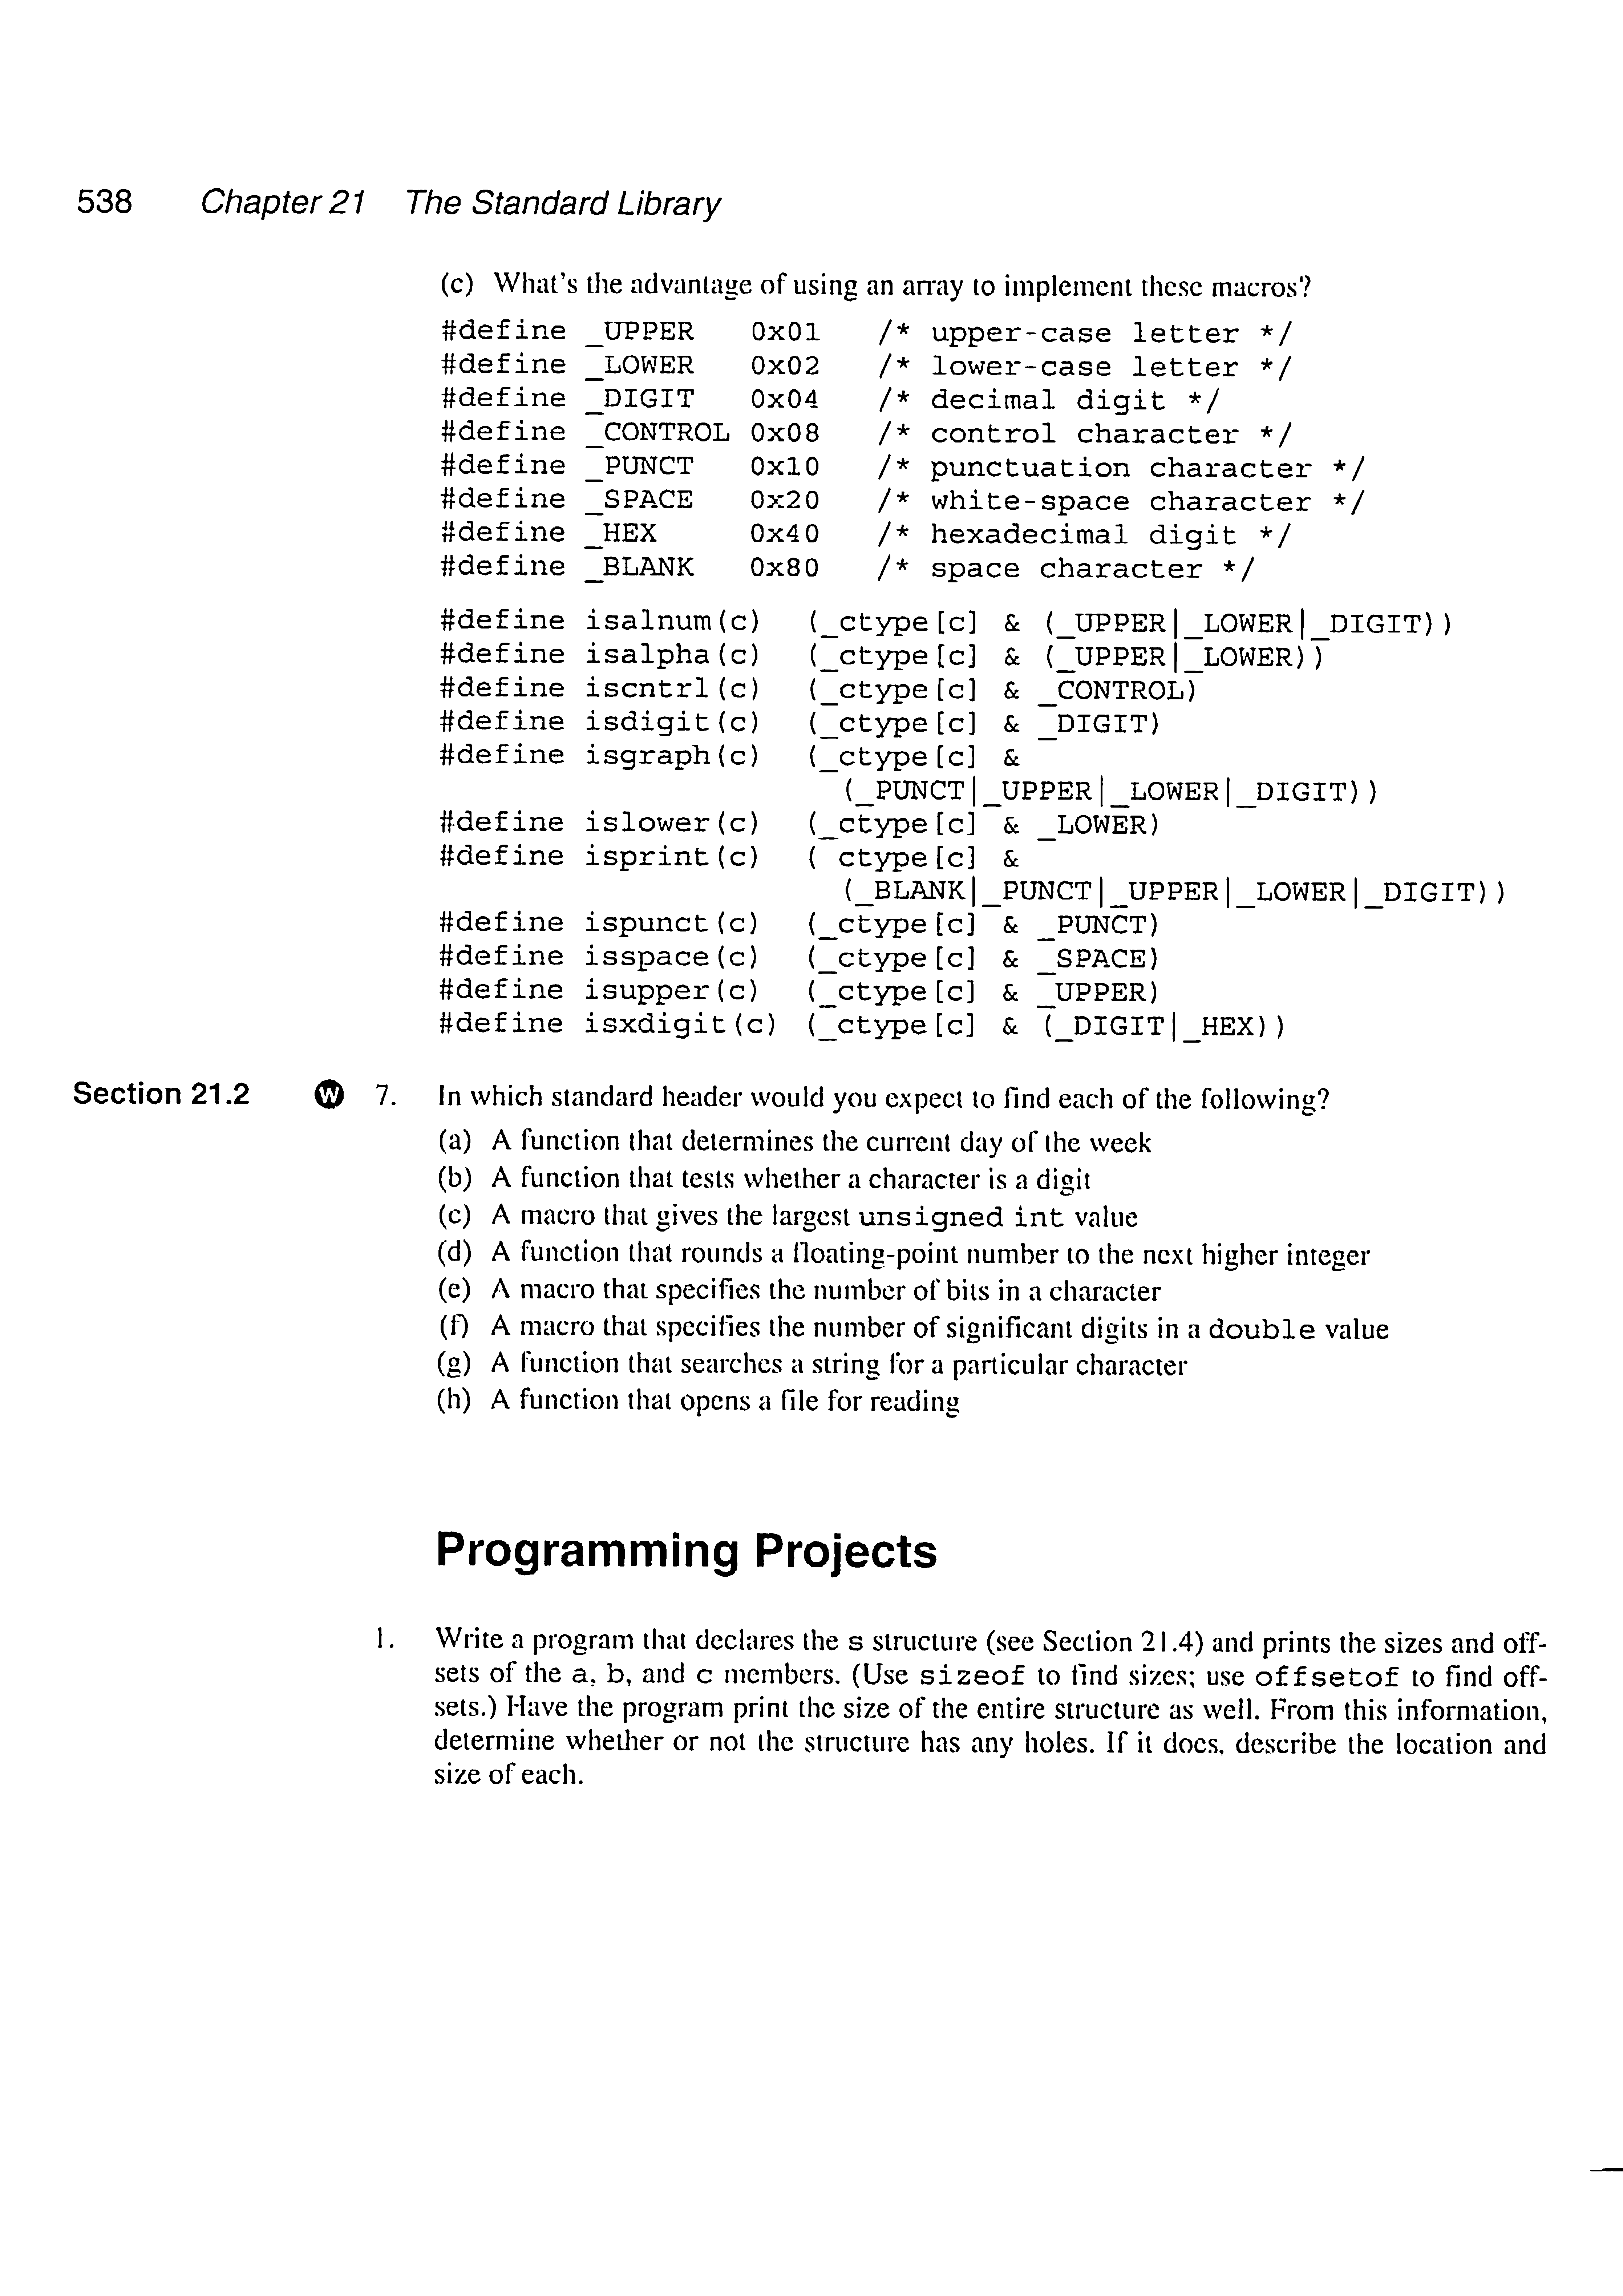 538 Chapter 21 The Standard Library
(c) What's the advantage of using an array to implement these macros?
#define _UPPER 0x01 /* upper-case letter */
#define _LOWER 0x02 /* lower-case letter */
#define _DIGIT 0x04 /* decimal digit */
#define _CONTROL 0x08 /* control character */
#define _PUNCT 0x10 /* punctuation character */
#define _SPACE 0x20 /* white-space character */
#define _HEX 0x40 /* hexadecimal digit */
#define _BLANK 0x80 /* space character */
#define isalnum(c) (_ctype[c] & (_UPPER|_LOWER|_DIGIT))
#define isalpha(c) (_ctype[c] & (_UPPER|_LOWER))
#define iscntrl(c) (_ctype[c] & _CONTROL)
#define isdigit(c) (_ctype[c] & _DIGIT)
#define isgraph(c) (_ctype[c] &
(_PUNCT|_UPPER|_LOWER|_DIGIT))
#define islower(c) (_ctype[c] & _LOWER)
#define isprint(c) ( ctype[c] &
(_BLANK|_PUNCT|_UPPER|_LOWER|_DIGIT))
#define ispunct(c) (_ctype[c] & _PUNCT)
#define isspace(c) (_ctype[c] & _SPACE)
#define isupper(c) (_ctype[c] & _UPPER)
#define isxdigit(c) (_ctype[c] & (_DIGIT|_HEX))
Section 21.2 W 7. In which standard header would you expect to find each of the following?
(a) A function that determines the current day of the week
(b) A function that tests whether a character is a digit
(c) A macro that gives the largest unsigned int value
(d) A function that rounds a floating-point number to the next higher integer
(e) A macro that specifies the number of bits in a character
(f) A macro that specifies the number of significant digits in a double value
(g) A function that searches a string for a particular character
(h) A function that opens a file for reading
Programming Projects
1. Write a program that declares the s structure (see Section 21.4) and prints the sizes and off-
sets of the a, b, and c members. (Use sizeof to find sizes; use offsetof to find off-
sets.) Have the program print the size of the entire structure as well. From this information,
determine whether or not the structure has any holes. If it does, describe the location and
size of each.